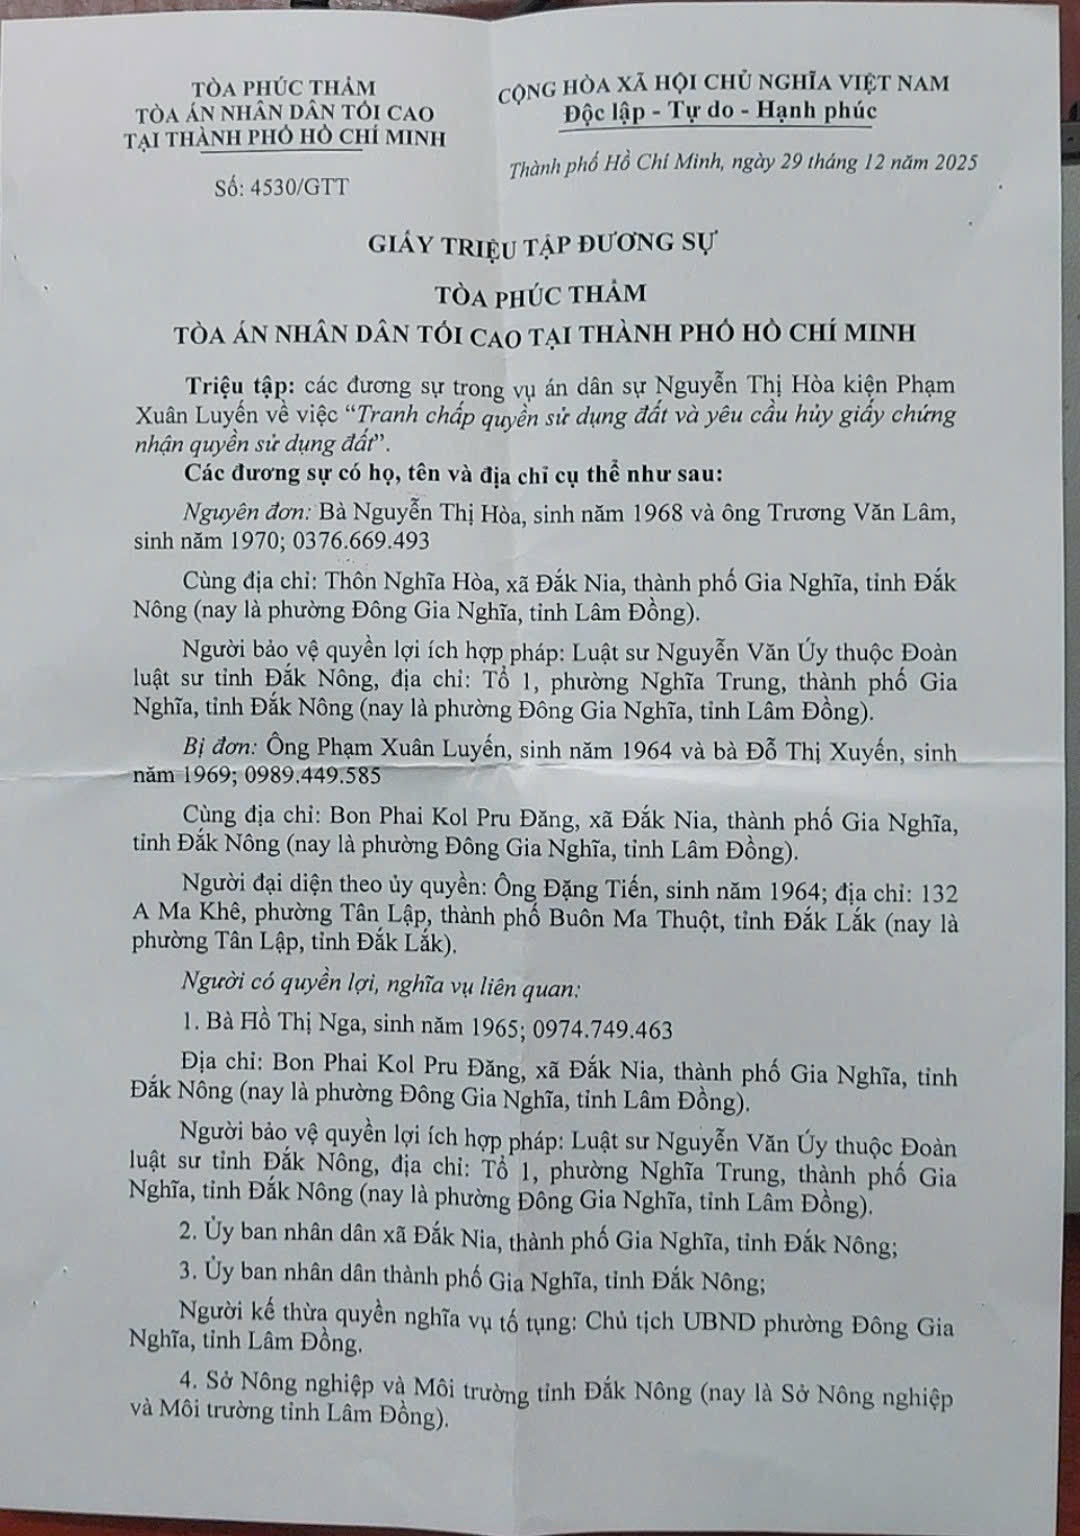 TÒA PHÚC THẨM
TÒA ÁN NHÂN DÂN TỐI CAO
TẠI THÀNH PHỐ HỒ CHÍ MINH
Số: 4530/GTT
CỘNG HÒA XÃ HỘI CHỦ NGHĨA VIỆT NAM
Độc lập - Tự do - Hạnh phúc
Thành phố Hồ Chí Minh, ngày 29 tháng 12 năm 2025
GIẤY TRIỆU TẬP ĐƯƠNG SỰ
TÒA PHÚC THẨM
TÒA ÁN NHÂN DÂN TỐI CAO TẠI THÀNH PHỐ HỒ CHÍ MINH
Triệu tập: các đương sự trong vụ án dân sự Nguyễn Thị Hòa kiện Phạm
Xuân Luyến về việc “Tranh chấp quyền sử dụng đất và yêu cầu hủy giấy chứng
nhận quyền sử dụng đất”.
Các đương sự có họ, tên và địa chỉ cụ thể như sau:
Nguyên đơn: Bà Nguyễn Thị Hòa, sinh năm 1968 và ông Trương Văn Lâm,
sinh năm 1970; 0376.669.493
Cùng địa chỉ: Thôn Nghĩa Hòa, xã Đắk Nia, thành phố Gia Nghĩa, tỉnh Đắk
Nông (nay là phường Đông Gia Nghĩa, tỉnh Lâm Đồng).
Người bảo vệ quyền lợi ích hợp pháp: Luật sư Nguyễn Văn Úy thuộc Đoàn
luật sư tỉnh Đắk Nông, địa chỉ: Tổ 1, phường Nghĩa Trung, thành phố Gia
Nghĩa, tỉnh Đắk Nông (nay là phường Đông Gia Nghĩa, tỉnh Lâm Đồng).
Bị đơn: Ông Phạm Xuân Luyến, sinh năm 1964 và bà Đỗ Thị Xuyến, sinh
năm 1969; 0989.449.585
Cùng địa chỉ: Bon Phai Kol Pru Đăng, xã Đắk Nia, thành phố Gia Nghĩa,
tỉnh Đắk Nông (nay là phường Đông Gia Nghĩa, tỉnh Lâm Đồng).
Người đại diện theo ủy quyền: Ông Đặng Tiến, sinh năm 1964; địa chỉ: 132
A Ma Khê, phường Tân Lập, thành phố Buôn Ma Thuột, tỉnh Đắk Lắk (nay là
phường Tân Lập, tỉnh Đắk Lắk).
Người có quyền lợi, nghĩa vụ liên quan:
1. Bà Hồ Thị Nga, sinh năm 1965; 0974.749.463
Địa chỉ: Bon Phai Kol Pru Đăng, xã Đắk Nia, thành phố Gia Nghĩa, tỉnh
Đắk Nông (nay là phường Đông Gia Nghĩa, tỉnh Lâm Đồng).
Người bảo vệ quyền lợi ích hợp pháp: Luật sư Nguyễn Văn Úy thuộc Đoàn
luật sư tỉnh Đắk Nông, địa chỉ: Tổ 1, phường Nghĩa Trung, thành phố Gia
Nghĩa, tỉnh Đắk Nông (nay là phường Đông Gia Nghĩa, tỉnh Lâm Đồng).
2. Ủy ban nhân dân xã Đắk Nia, thành phố Gia Nghĩa, tỉnh Đắk Nông;
3. Ủy ban nhân dân thành phố Gia Nghĩa, tỉnh Đắk Nông;
Người kế thừa quyền nghĩa vụ tố tụng: Chủ tịch UBND phường Đông Gia
Nghĩa, tỉnh Lâm Đồng.
4. Sở Nông nghiệp và Môi trường tỉnh Đắk Nông (nay là Sở Nông nghiệp
và Môi trường tỉnh Lâm Đồng).